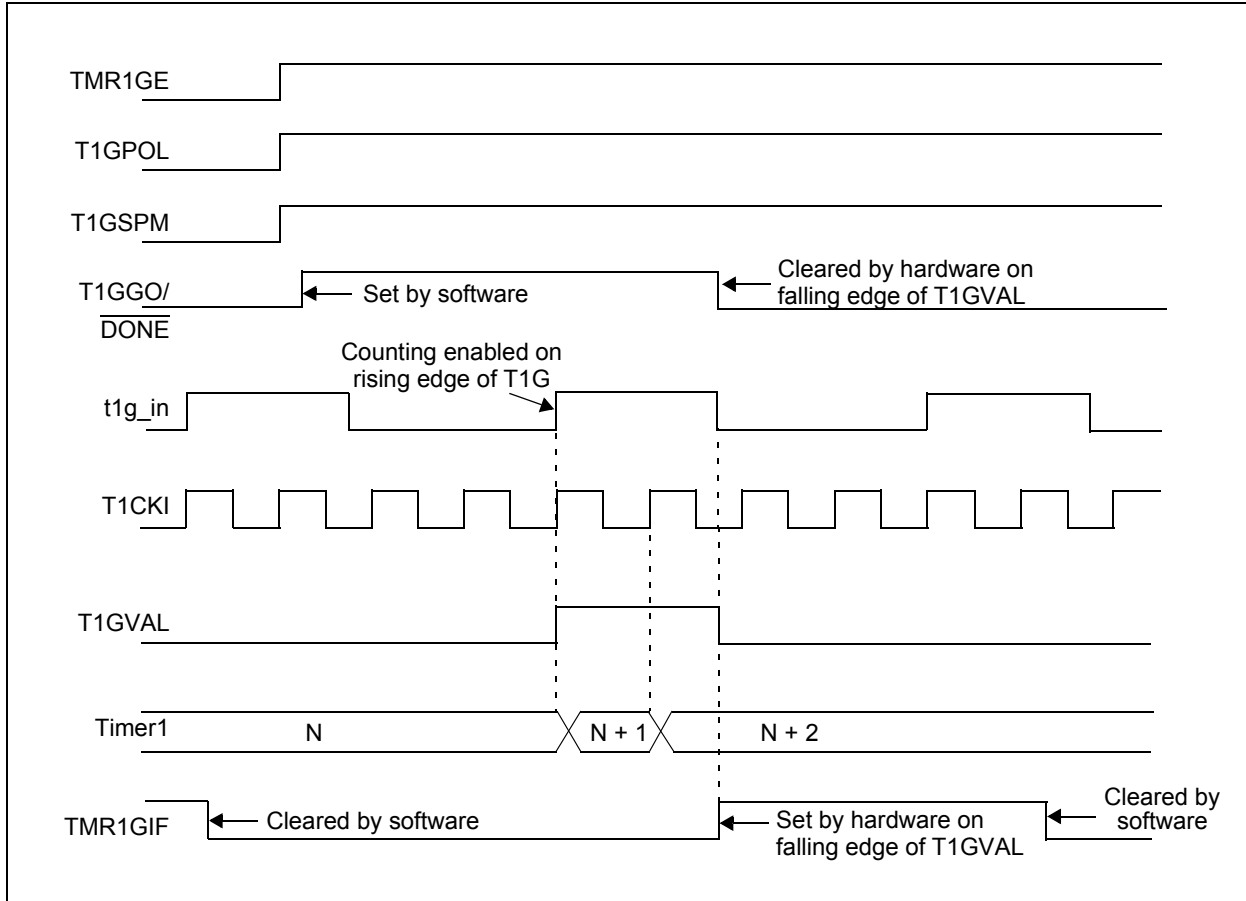 TMR1GE
T1GPOL
T1GSPM
T1GGO/
DONE
Set by software
Cleared by hardware on
falling edge of T1GVAL
Counting enabled on
rising edge of T1G
t1g_in
T1CKI
T1GVAL
Timer1
N
N + 1
N + 2
TMR1GIF
Cleared by software
Set by hardware on
falling edge of T1GVAL
Cleared by
software